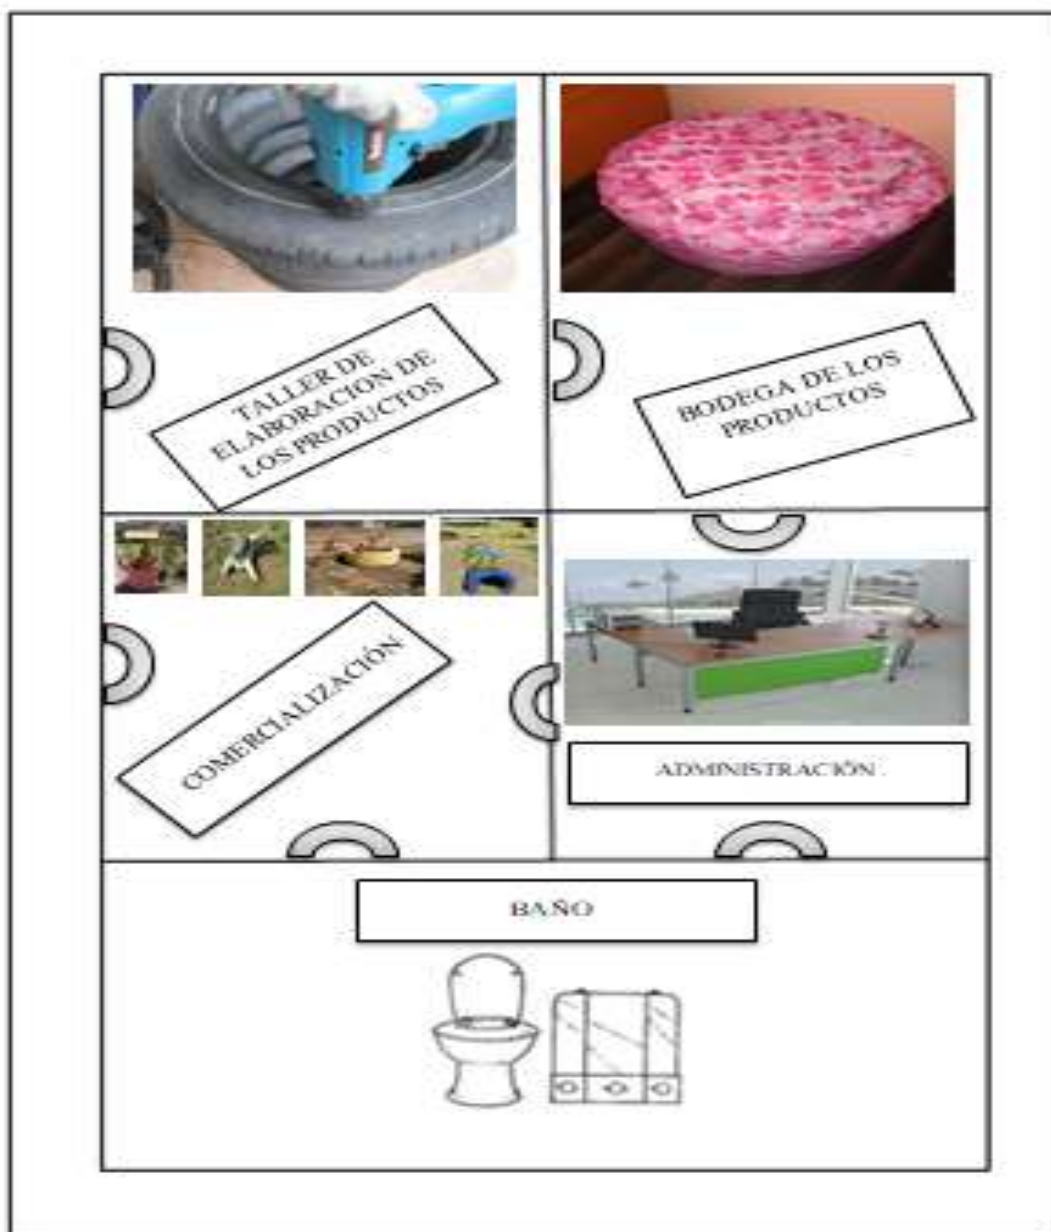 TALLER DE
ELABORACION DE
LOS PRODUCTOS
BODEGA DE LOS
PRODUCTOS
COMERCIALIZACIÓN
ADMINISTRACIÓN
BAÑO